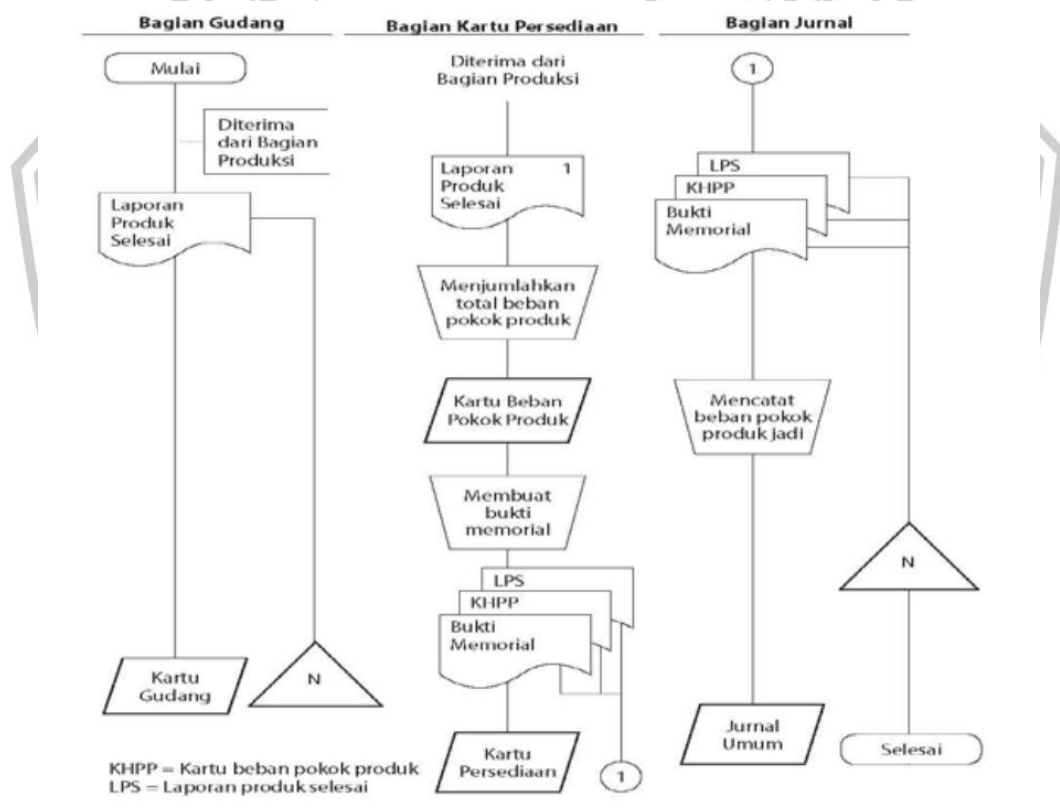 Bagian Gudang
Mulai
Diterima
dari Bagian
Produksi
Laporan
Produk
Selesai
Kartu
Gudang
N
Bagian Kartu Persediaan
Diterima dari
Bagian Produksi
Laporan 1
Produk
Selesai
Menjumlahkan
total beban
pokok produk
Kartu Beban
Pokok Produk
Membuat
bukti
memorial
LPS
KHPP
Bukti
Memorial
Kartu
Persediaan
1
Bagian Jurnal
1
LPS
KHPP
Bukti
Memorial
Mencatat
beban pokok
produk jadi
N
Jurnal
Umum
Selesai
KHPP = Kartu beban pokok produk
LPS = Laporan produk selesai